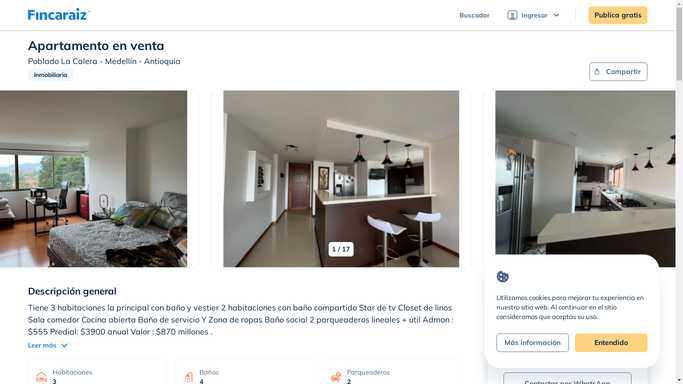 Fincaraiz
Buscador
Ingresar
Publica gratis
Apartamento en venta
Poblado La Calera - Medellín - Antioquia
Inmobiliaria
Compartir
1 / 17
Descripción general
Tiene 3 habitaciones la principal con baño y vestier 2 habitaciones con baño compartido Star de tv Closet de linos
Sala comedor Cocina abierta Baño de servicio Y Zona de ropas Baño social 2 parqueaderos lineales + útil Admon :
$555 Predial: $3900 anual Valor : $870 millones .
Leer más
Habitaciones
3
Baños
4
Parqueaderos
2
Utilizamos cookies para mejorar tu experiencia en
nuestro sitio web. Al continuar en el sitio
consideramos que aceptas su uso.
Más información
Entendido
Contactar por WhatsApp